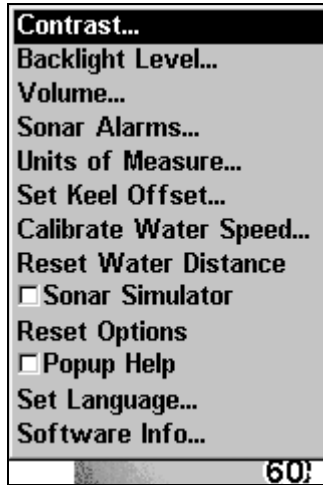 Contrast...
Backlight Level...
Volume...
Sonar Alarms...
Units of Measure...
Set Keel Offset...
Calibrate Water Speed...
Reset Water Distance
Sonar Simulator
Reset Options
Popup Help
Set Language...
Software Info...
60